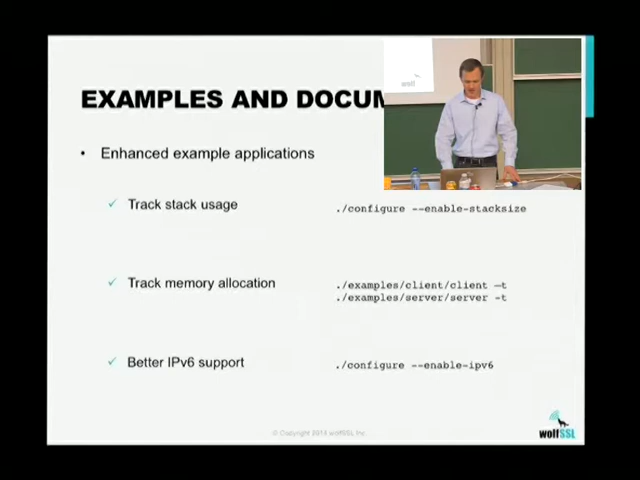 EXAMPLES AND DOCUM
• Enhanced example applications
✓ Track stack usage
./configure --enable-stacksize
✓ Track memory allocation
./examples/client/client –t
./examples/server/server -t
✓ Better IPv6 support
./configure --enable-ipv6
© Copyright 2014 wolfSSL Inc.
wolfSSL
wolf